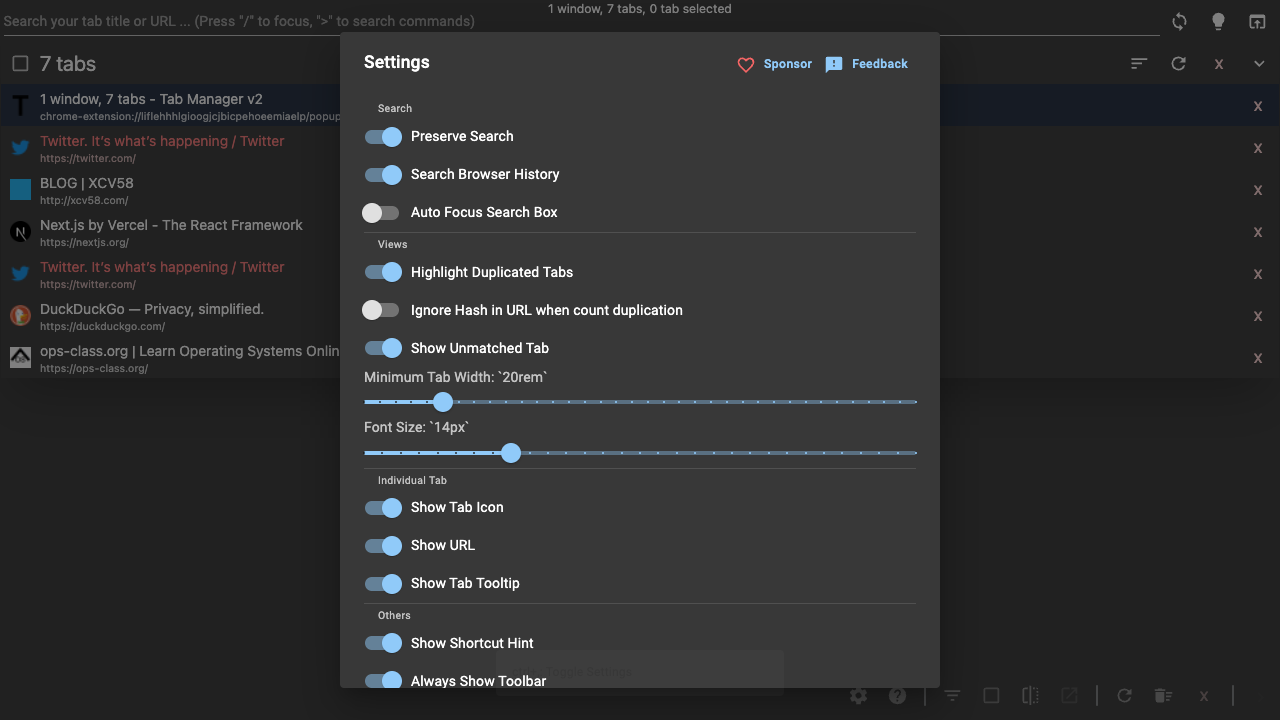 1 window, 7 tabs, 0 tab selected
Search your tab title or URL ... (Press "/" to focus, ">" to search commands)
7 tabs
x
1 window, 7 tabs - Tab Manager v2
chrome-extension://liflehhhlgioogjcjbicpehoeemiaelp/popup
x
Twitter. It's what's happening / Twitter
https://twitter.com/
x
BLOG | XCV58
http://xcv58.com/
x
Next.js by Vercel - The React Framework
https://nextjs.org/
x
Twitter. It's what's happening / Twitter
https://twitter.com/
x
DuckDuckGo — Privacy, simplified.
https://duckduckgo.com/
x
ops-class.org | Learn Operating Systems Onlin
https://ops-class.org/
x
Settings
Sponsor
Feedback
Search
Preserve Search
Search Browser History
Auto Focus Search Box
Views
Highlight Duplicated Tabs
Ignore Hash in URL when count duplication
Show Unmatched Tab
Minimum Tab Width: `20rem`
Font Size: `14px`
Individual Tab
Show Tab Icon
Show URL
Show Tab Tooltip
Others
Show Shortcut Hint
Always Show Toolbar
x